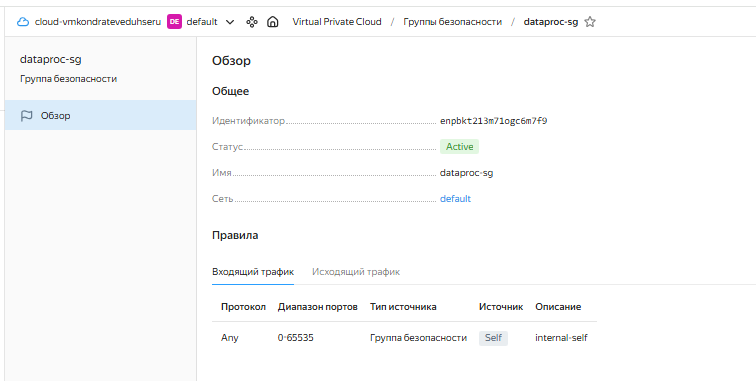 cloud-vmkondrateveduhseru DE default Virtual Private Cloud / Группы безопасности / dataproc-sg
dataproc-sg
Группа безопасности
Обзор
Обзор
Общее
Идентификатор enpbkt213m71ogc6m7f9
Статус Active
Имя dataproc-sg
Сеть default
Правила
Входящий трафик Исходящий трафик
Протокол Диапазон портов Тип источника Источник Описание
Any 0-65535 Группа безопасности Self internal-self